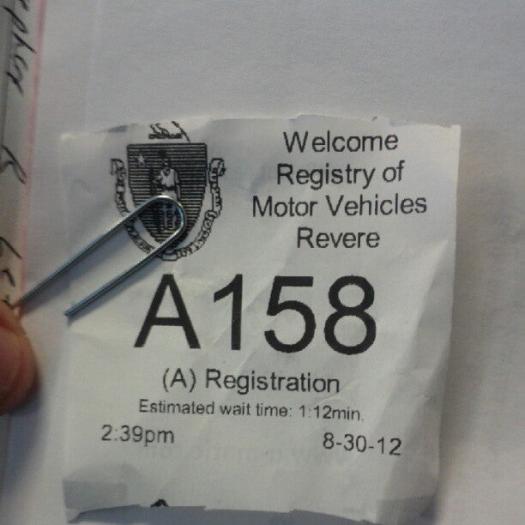 Welcome
Registry of
Motor Vehicles
Revere
A158
(A) Registration
Estimated wait time: 1:12min.
2:39pm 8-30-12